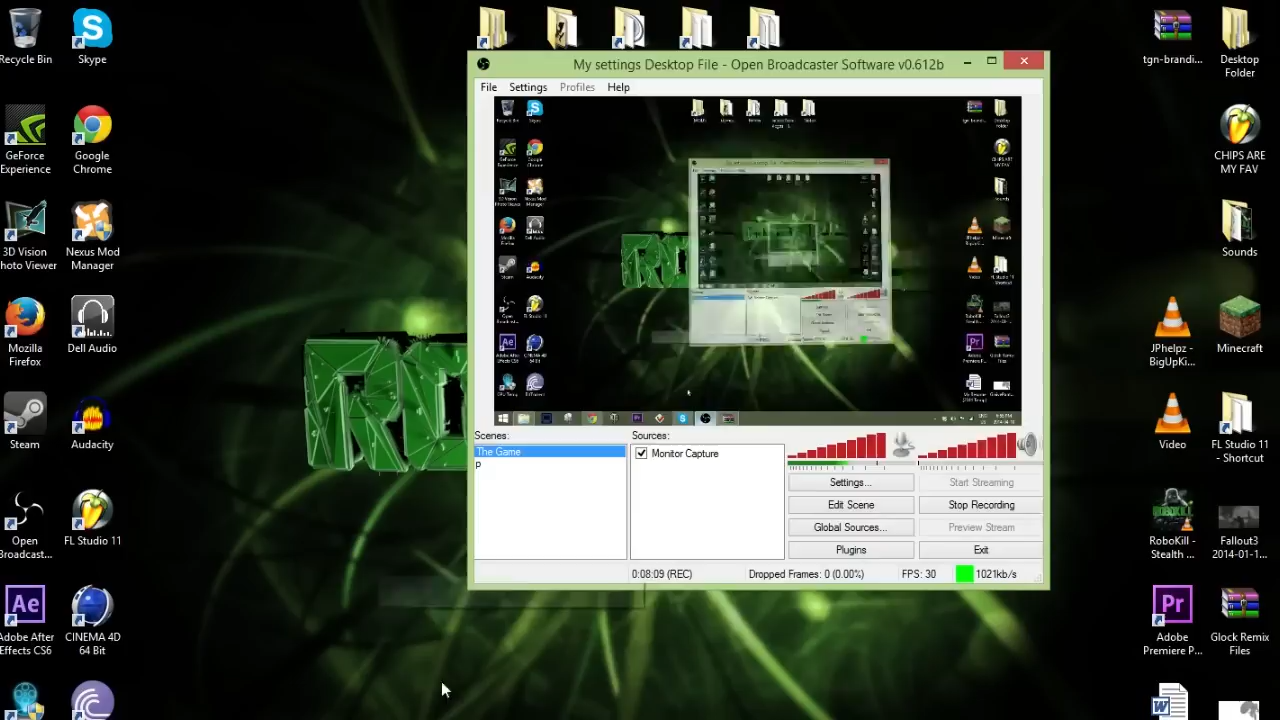 My settings Desktop File - Open Broadcaster Software v0.612b
File Settings Profiles Help
Scenes:
The Game
p
Sources:
Monitor Capture
Settings...
Start Streaming
Edit Scene
Stop Recording
Global Sources...
Preview Stream
Plugins
Exit
0:08:09 (REC)
Dropped Frames: 0 (0.00%)
FPS: 30
1021kb/s
Recycle Bin
Skype
GeForce
Experience
Google
Chrome
3D Vision
Photo Viewer
Nexus Mod
Manager
Mozilla
Firefox
Dell Audio
Steam
Audacity
Open
Broadcast...
FL Studio 11
Adobe After
Effects CS6
CINEMA 4D
64 Bit
tgn-brandi...
Desktop
Folder
CHIPS ARE
MY FAV
Sounds
JPhelpz -
BigUpKi...
Minecraft
Video
FL Studio 11
- Shortcut
RoboKill -
Stealth ...
Fallout3
2014-01-1...
Adobe
Premiere P...
Glock Remix
Files